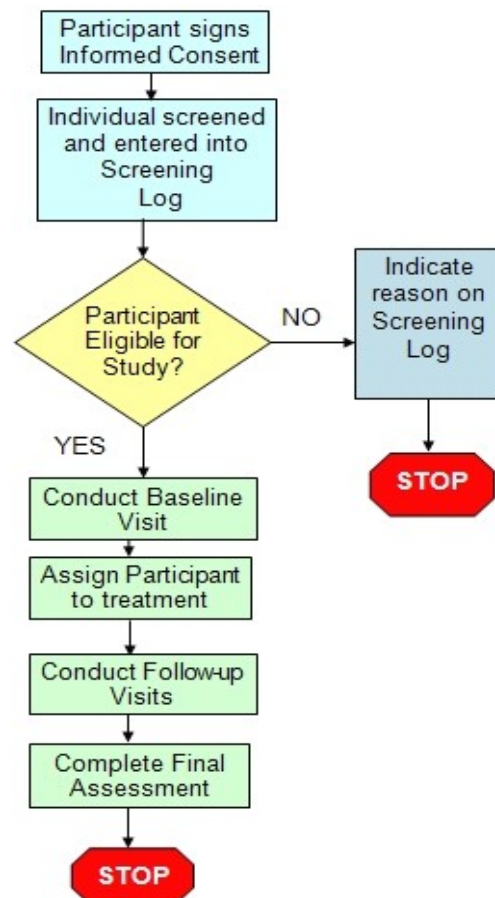 Participant signs
Informed Consent
Individual screened
and entered into
Screening
Log
Participant
Eligible for
Study?
NO
Indicate
reason on
Screening
Log
STOP
YES
Conduct Baseline
Visit
Assign Participant
to treatment
Conduct Follow-up
Visits
Complete Final
Assessment
STOP